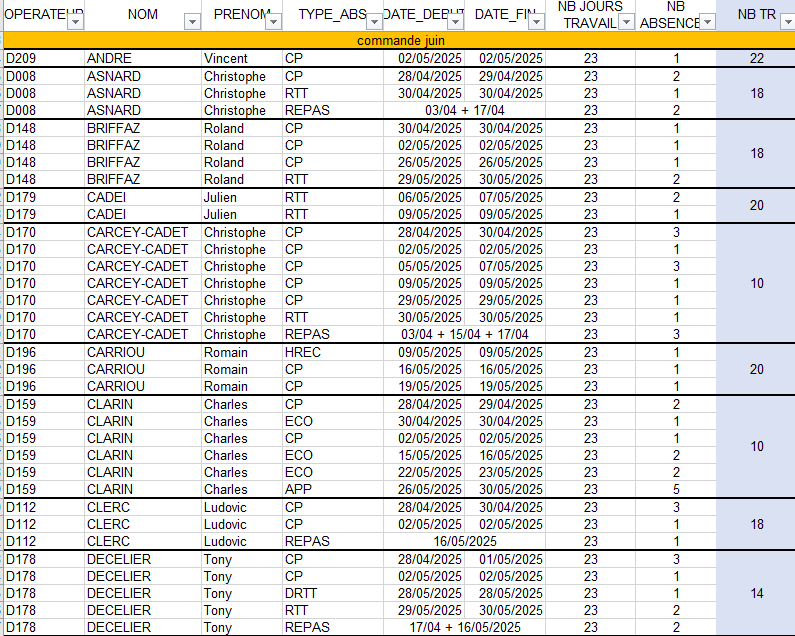 OPERATEUR NOM PRENOM TYPE_ABS DATE_DEBUT DATE_FIN NB JOURS TRAVAIL NB ABSENCE NB TR
commande juin
D209 ANDRE Vincent CP 02/05/2025 02/05/2025 23 1 22
D008 ASNARD Christophe CP 28/04/2025 29/04/2025 23 2
D008 ASNARD Christophe RTT 30/04/2025 30/04/2025 23 1 18
D008 ASNARD Christophe REPAS 03/04 + 17/04 23 2
D148 BRIFFAZ Roland CP 30/04/2025 30/04/2025 23 1
D148 BRIFFAZ Roland CP 02/05/2025 02/05/2025 23 1 18
D148 BRIFFAZ Roland CP 26/05/2025 26/05/2025 23 1
D148 BRIFFAZ Roland RTT 29/05/2025 30/05/2025 23 2
D179 CADEI Julien RTT 06/05/2025 07/05/2025 23 2 20
D179 CADEI Julien RTT 09/05/2025 09/05/2025 23 1
D170 CARCEY-CADET Christophe CP 28/04/2025 30/04/2025 23 3
D170 CARCEY-CADET Christophe CP 02/05/2025 02/05/2025 23 1
D170 CARCEY-CADET Christophe CP 05/05/2025 07/05/2025 23 3
D170 CARCEY-CADET Christophe CP 09/05/2025 09/05/2025 23 1 10
D170 CARCEY-CADET Christophe CP 29/05/2025 29/05/2025 23 1
D170 CARCEY-CADET Christophe RTT 30/05/2025 30/05/2025 23 1
D170 CARCEY-CADET Christophe REPAS 03/04 + 15/04 + 17/04 23 3
D196 CARRIOU Romain HREC 09/05/2025 09/05/2025 23 1
D196 CARRIOU Romain CP 16/05/2025 16/05/2025 23 1 20
D196 CARRIOU Romain CP 19/05/2025 19/05/2025 23 1
D159 CLARIN Charles CP 28/04/2025 29/04/2025 23 2
D159 CLARIN Charles ECO 30/04/2025 30/04/2025 23 1
D159 CLARIN Charles CP 02/05/2025 02/05/2025 23 1 10
D159 CLARIN Charles ECO 15/05/2025 16/05/2025 23 2
D159 CLARIN Charles ECO 22/05/2025 23/05/2025 23 2
D159 CLARIN Charles APP 26/05/2025 30/05/2025 23 5
D112 CLERC Ludovic CP 28/04/2025 30/04/2025 23 3
D112 CLERC Ludovic CP 02/05/2025 02/05/2025 23 1 18
D112 CLERC Ludovic REPAS 16/05/2025 23 1
D178 DECELIER Tony CP 28/04/2025 01/05/2025 23 3
D178 DECELIER Tony CP 02/05/2025 02/05/2025 23 1
D178 DECELIER Tony DRTT 28/05/2025 28/05/2025 23 1 14
D178 DECELIER Tony RTT 29/05/2025 30/05/2025 23 2
D178 DECELIER Tony REPAS 17/04 + 16/05/2025 23 2